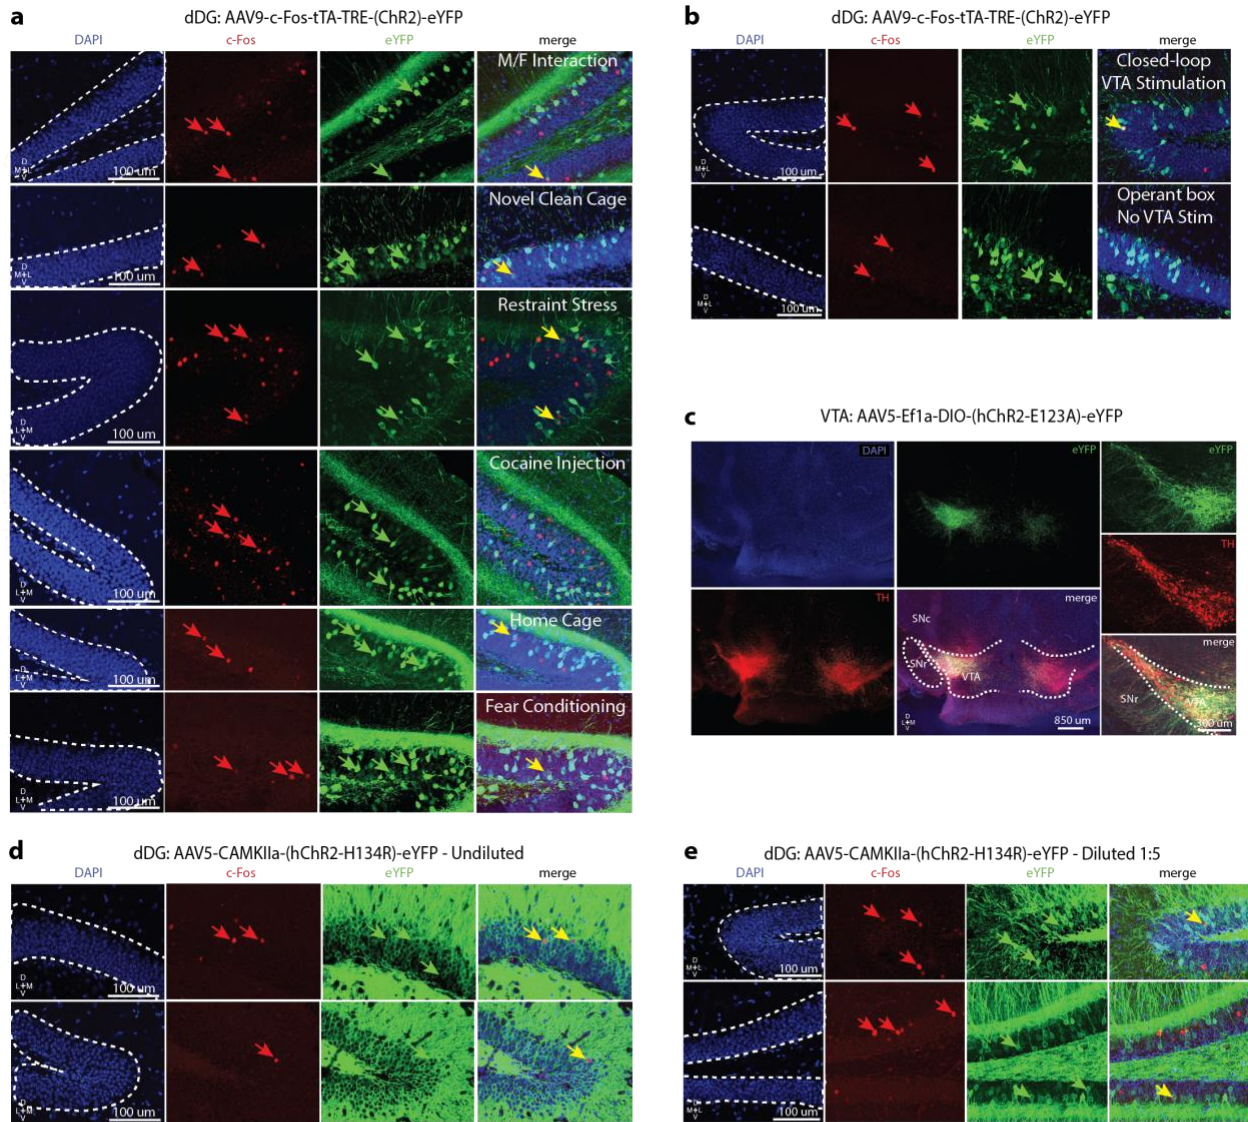 a
dDG: AAV9-c-Fos-tTA-TRE-(ChR2)-eYFP
DAPI c-Fos eYFP merge
M/F Interaction
D
M+L
V
100 um
Novel Clean Cage
D
M+L
V
100 um
Restraint Stress
100 um
Cocaine Injection
D
L+M
V
100 um
Home Cage
D
L+M
V
100 um
Fear Conditioning
D
L+M
V
100 um
b
dDG: AAV9-c-Fos-tTA-TRE-(ChR2)-eYFP
DAPI c-Fos eYFP merge
Closed-loop
VTA Stimulation
D
M+L
V
100 um
Operant box
No VTA Stim
D
M+L
V
100 um
c
VTA: AAV5-Ef1a-DIO-(hChR2-E123A)-eYFP
DAPI eYFP eYFP
TH
TH merge merge
SNc
SNr
VTA
D
L+M
V
850 um
SNr
VTA
300 um
d
dDG: AAV5-CAMKIIa-(hChR2-H134R)-eYFP - Undiluted
DAPI c-Fos eYFP merge
D
L+M
V
100 um
D
L+M
V
100 um
e
dDG: AAV5-CAMKIIa-(hChR2-H134R)-eYFP - Diluted 1:5
DAPI c-Fos eYFP merge
D
M+L
V
100 um
D
M+L
V
100 um